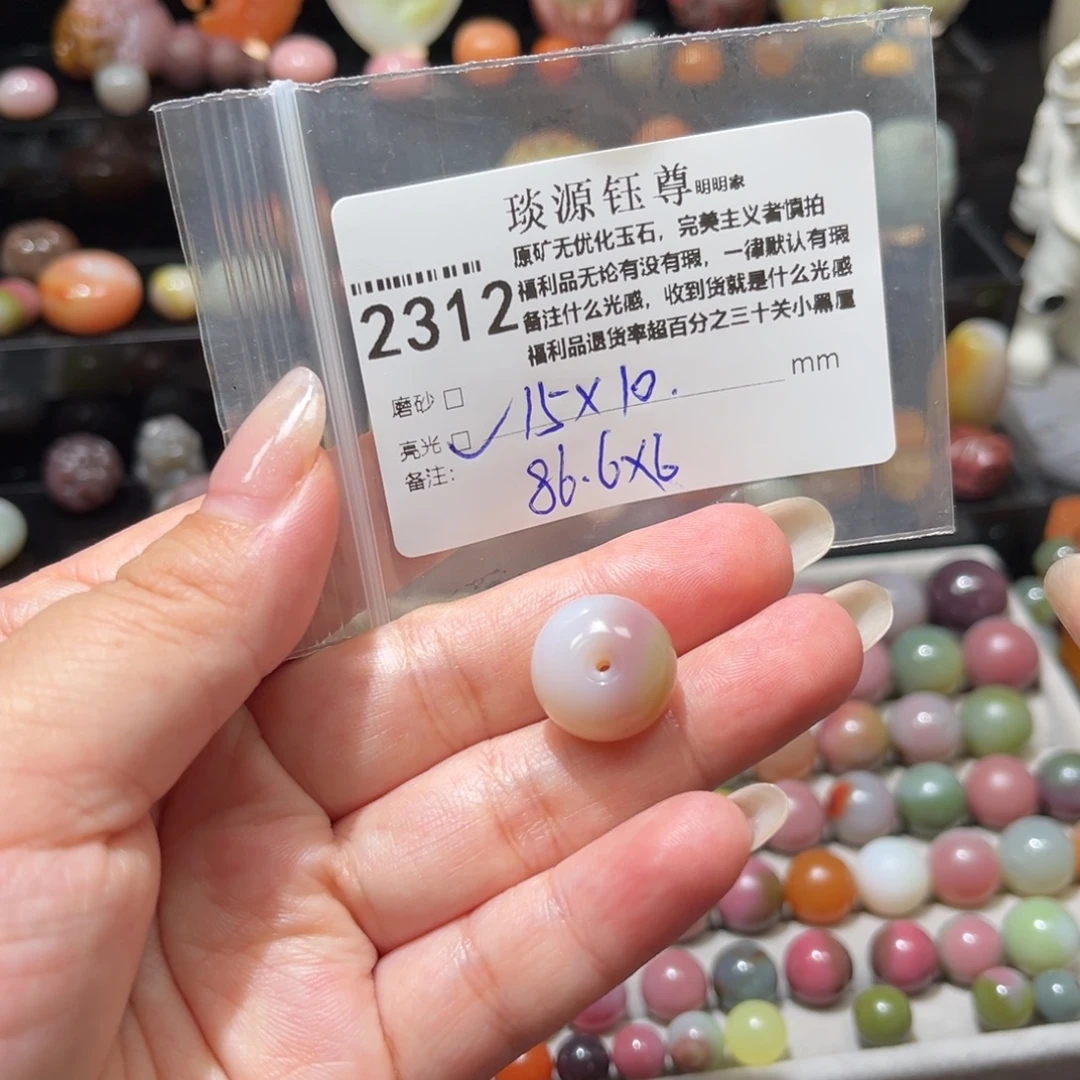 琰源钰尊明明家
原矿无优化玉石，完美主义者慎拍
福利品无论有没有瑕，一律默认有瑕
2312
备注什么光感，收到货就是什么光感
福利品退货率超百分之三十关小黑屋
磨砂 □
15×10. mm
亮光 □ ✓
备注: 86.6×6